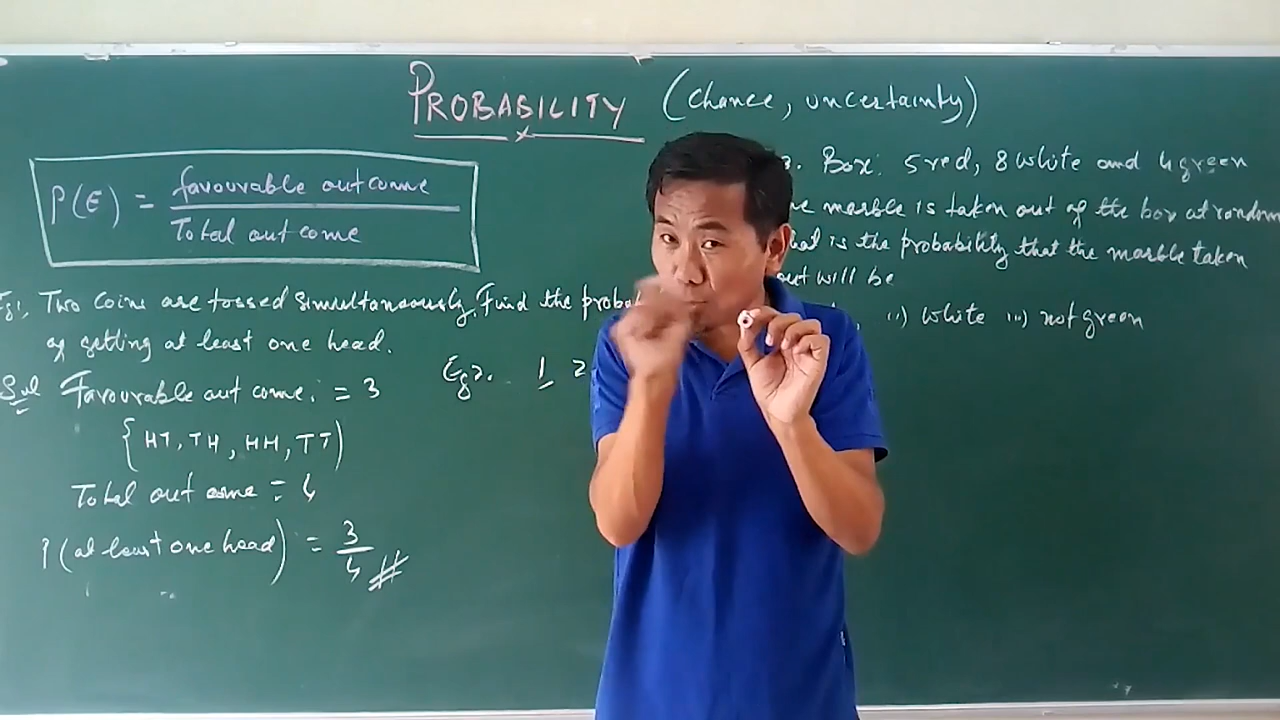 PROBABILITY (chance, uncertainty)
P(E) = favourable outcome
Total outcome
Eg1. Two coins are tossed simultaneously. Find the
of getting at least one head.
Sol Favourable out come. = 3
{HT, TH, HH, TT)
Total out come = 4
P(at least one head) = 3/4 #
Eg2. 1 2
3. Box: 5 red, 8 white and 4 green
marble is taken out of the box at random
is the probability that the marble taken
out will be
ii) white iii) not green